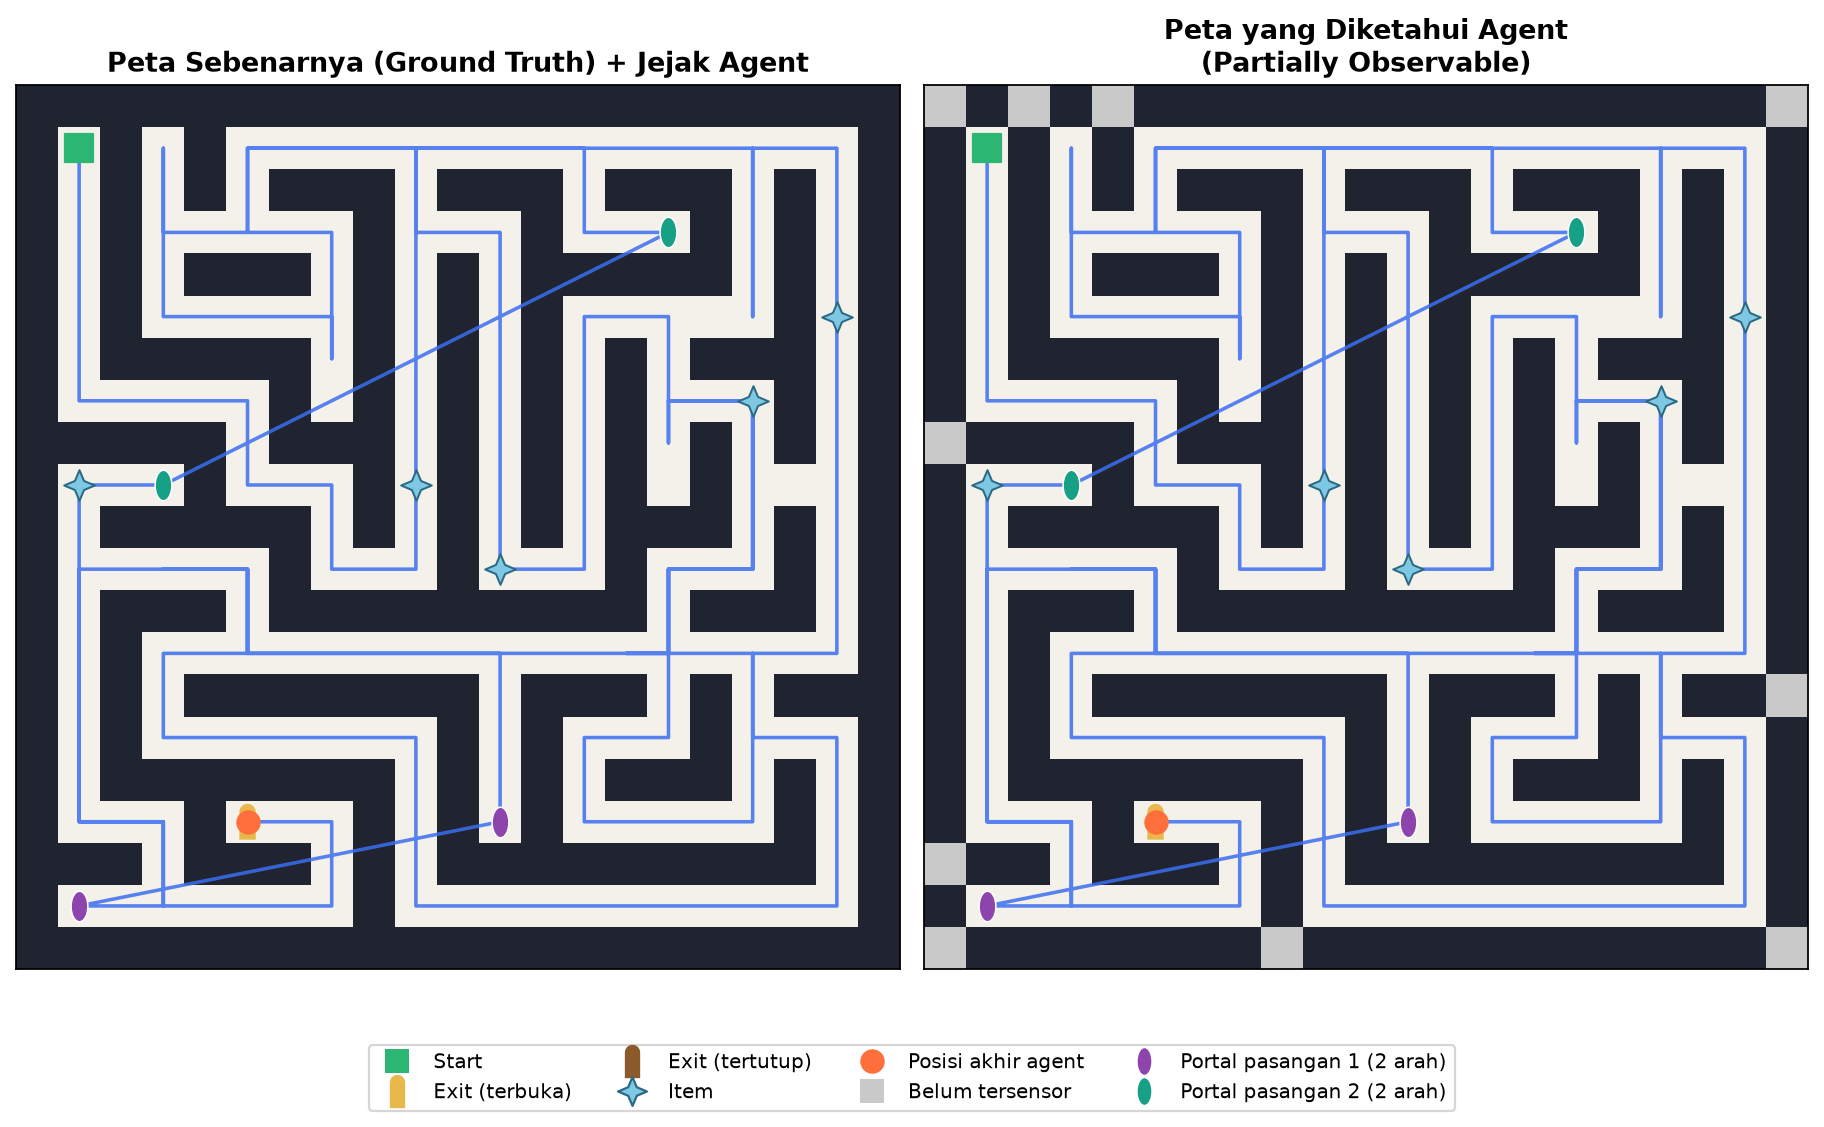 Peta Sebenarnya (Ground Truth) + Jejak Agent
Peta yang Diketahui Agent
(Partially Observable)
Start
Exit (terbuka)
Exit (tertutup)
Item
Posisi akhir agent
Belum tersensor
Portal pasangan 1 (2 arah)
Portal pasangan 2 (2 arah)